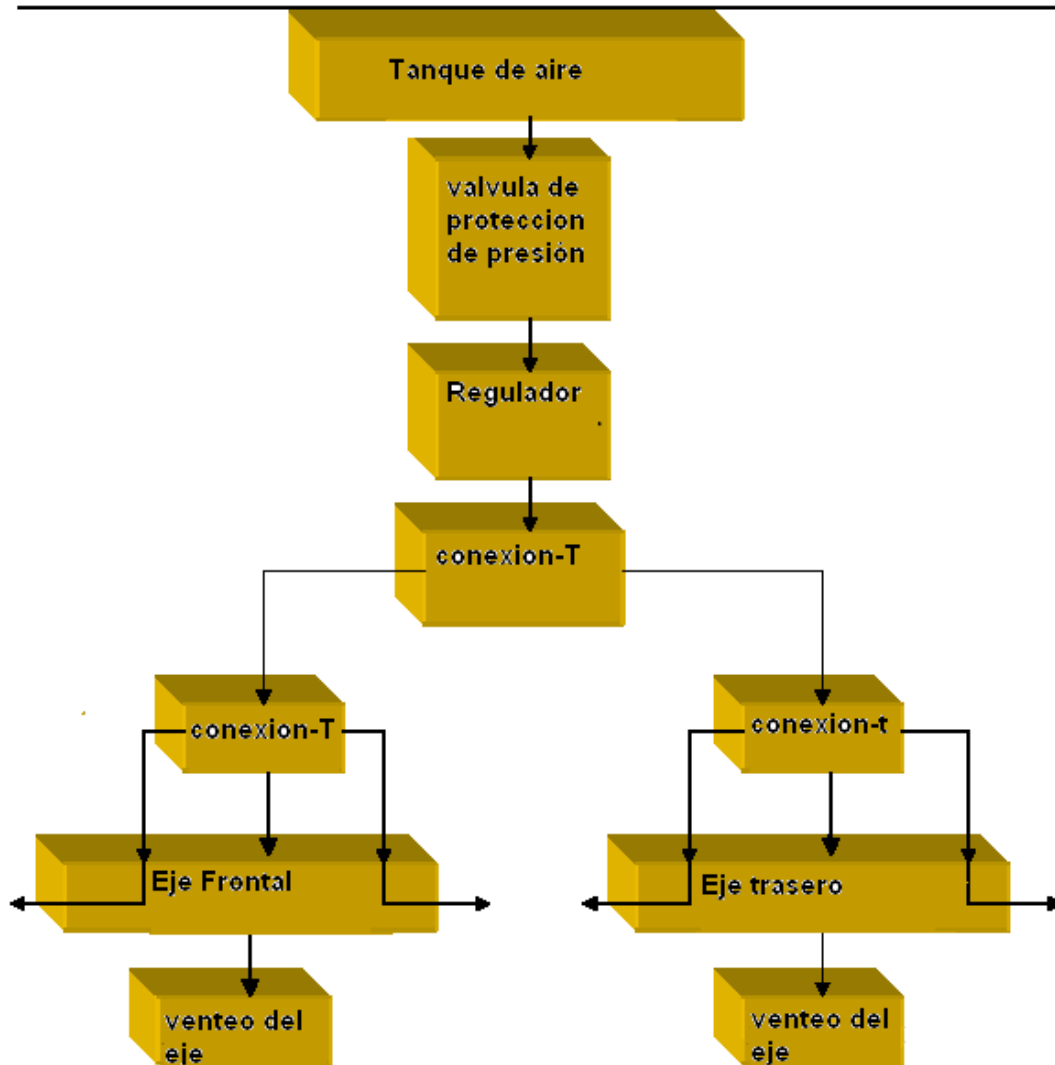 Tanque de aire
valvula de
proteccion
de presión
Regulador
conexion-T
conexion-T
conexion-t
Eje Frontal
Eje trasero
venteo del
eje
venteo del
eje